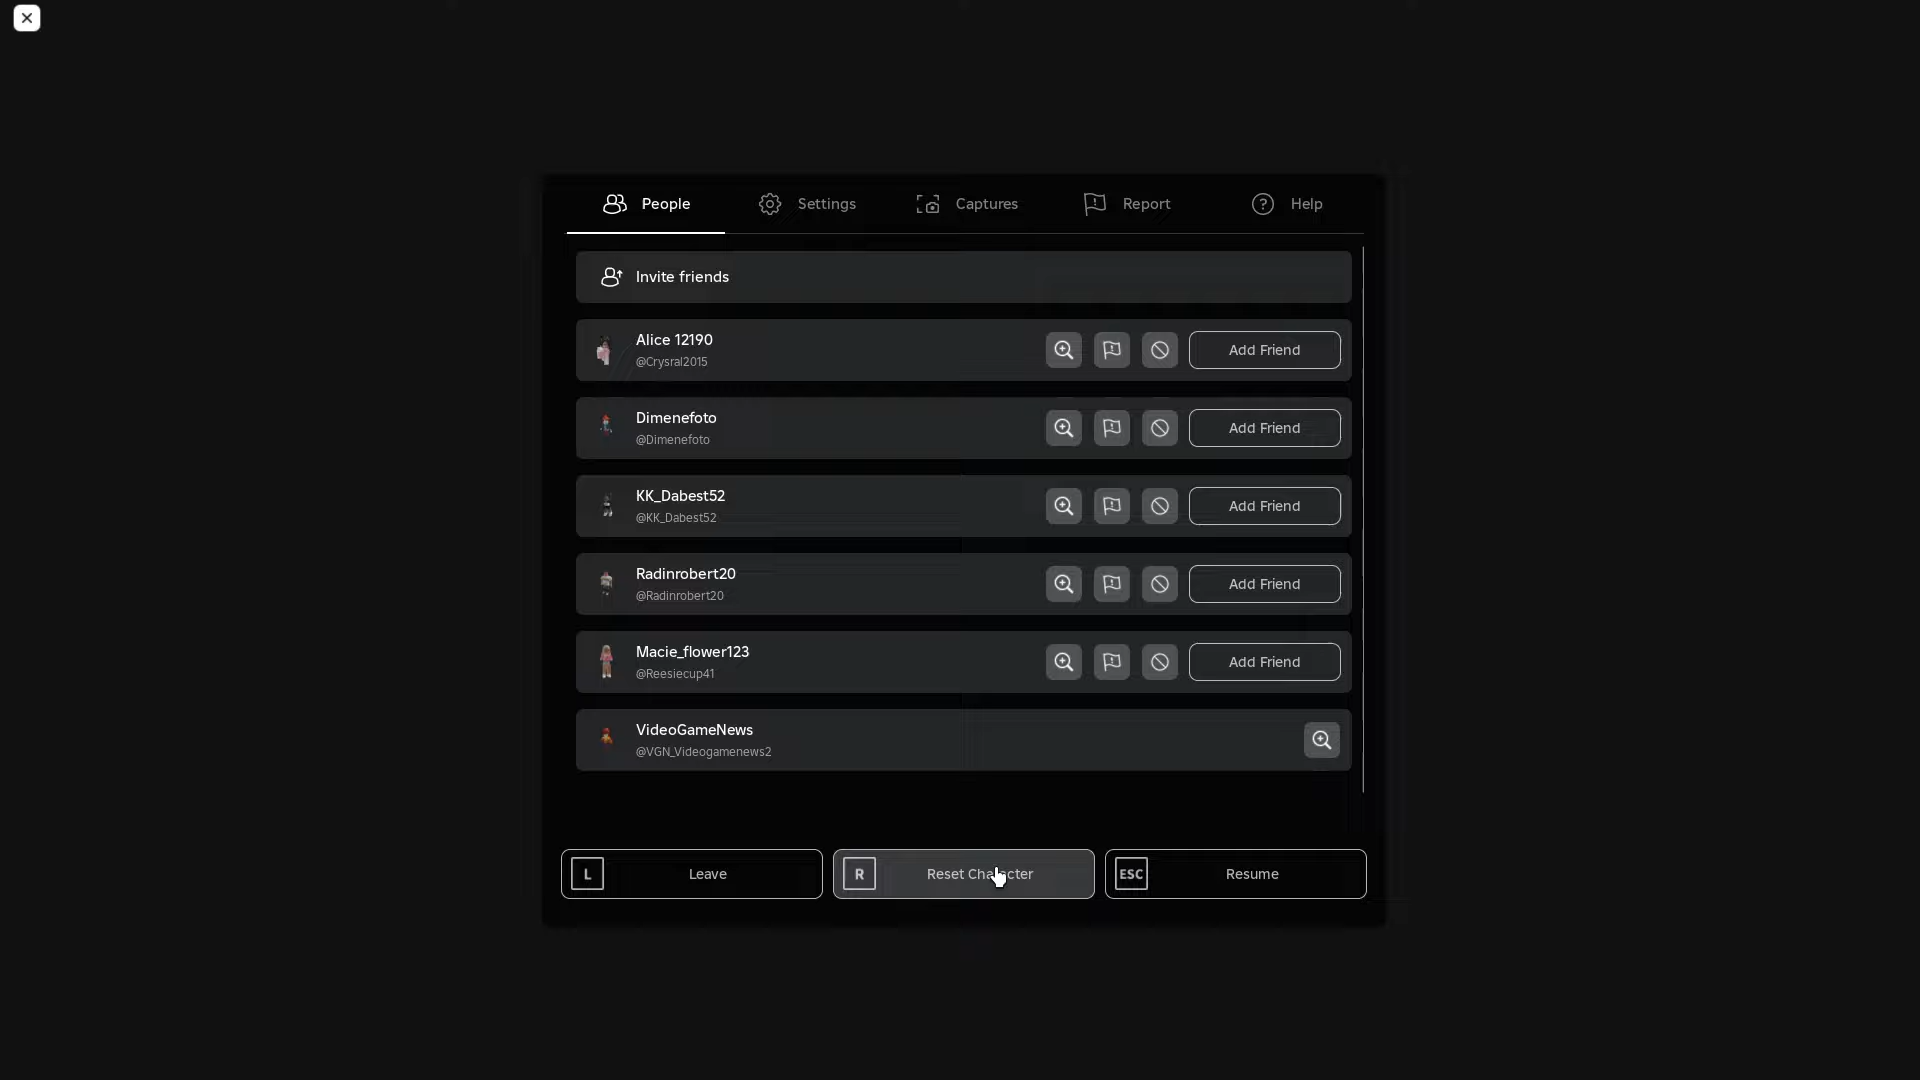 People
Settings
Captures
Report
Help
Invite friends
Alice 12190
@Crysral2015
Add Friend
Dimenefoto
@Dimenefoto
Add Friend
KK_Dabest52
@KK_Dabest52
Add Friend
Radinrobert20
@Radinrobert20
Add Friend
Macie_flower123
@Reesiecup41
Add Friend
VideoGameNews
@VGN_Videogamenews2
L Leave
R Reset Character
ESC Resume